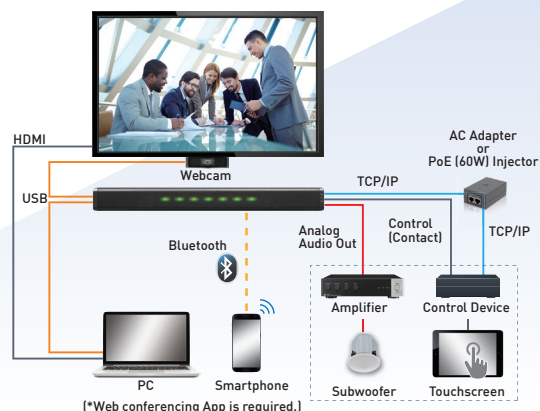 HDMI
AC Adapter
or
PoE (60W) Injector
Webcam
TCP/IP
USB
Analog
Audio Out
Control
(Contact)
TCP/IP
Bluetooth
Amplifier
Control Device
PC
Smartphone
Subwoofer
Touchscreen
(*Web conferencing App is required.)